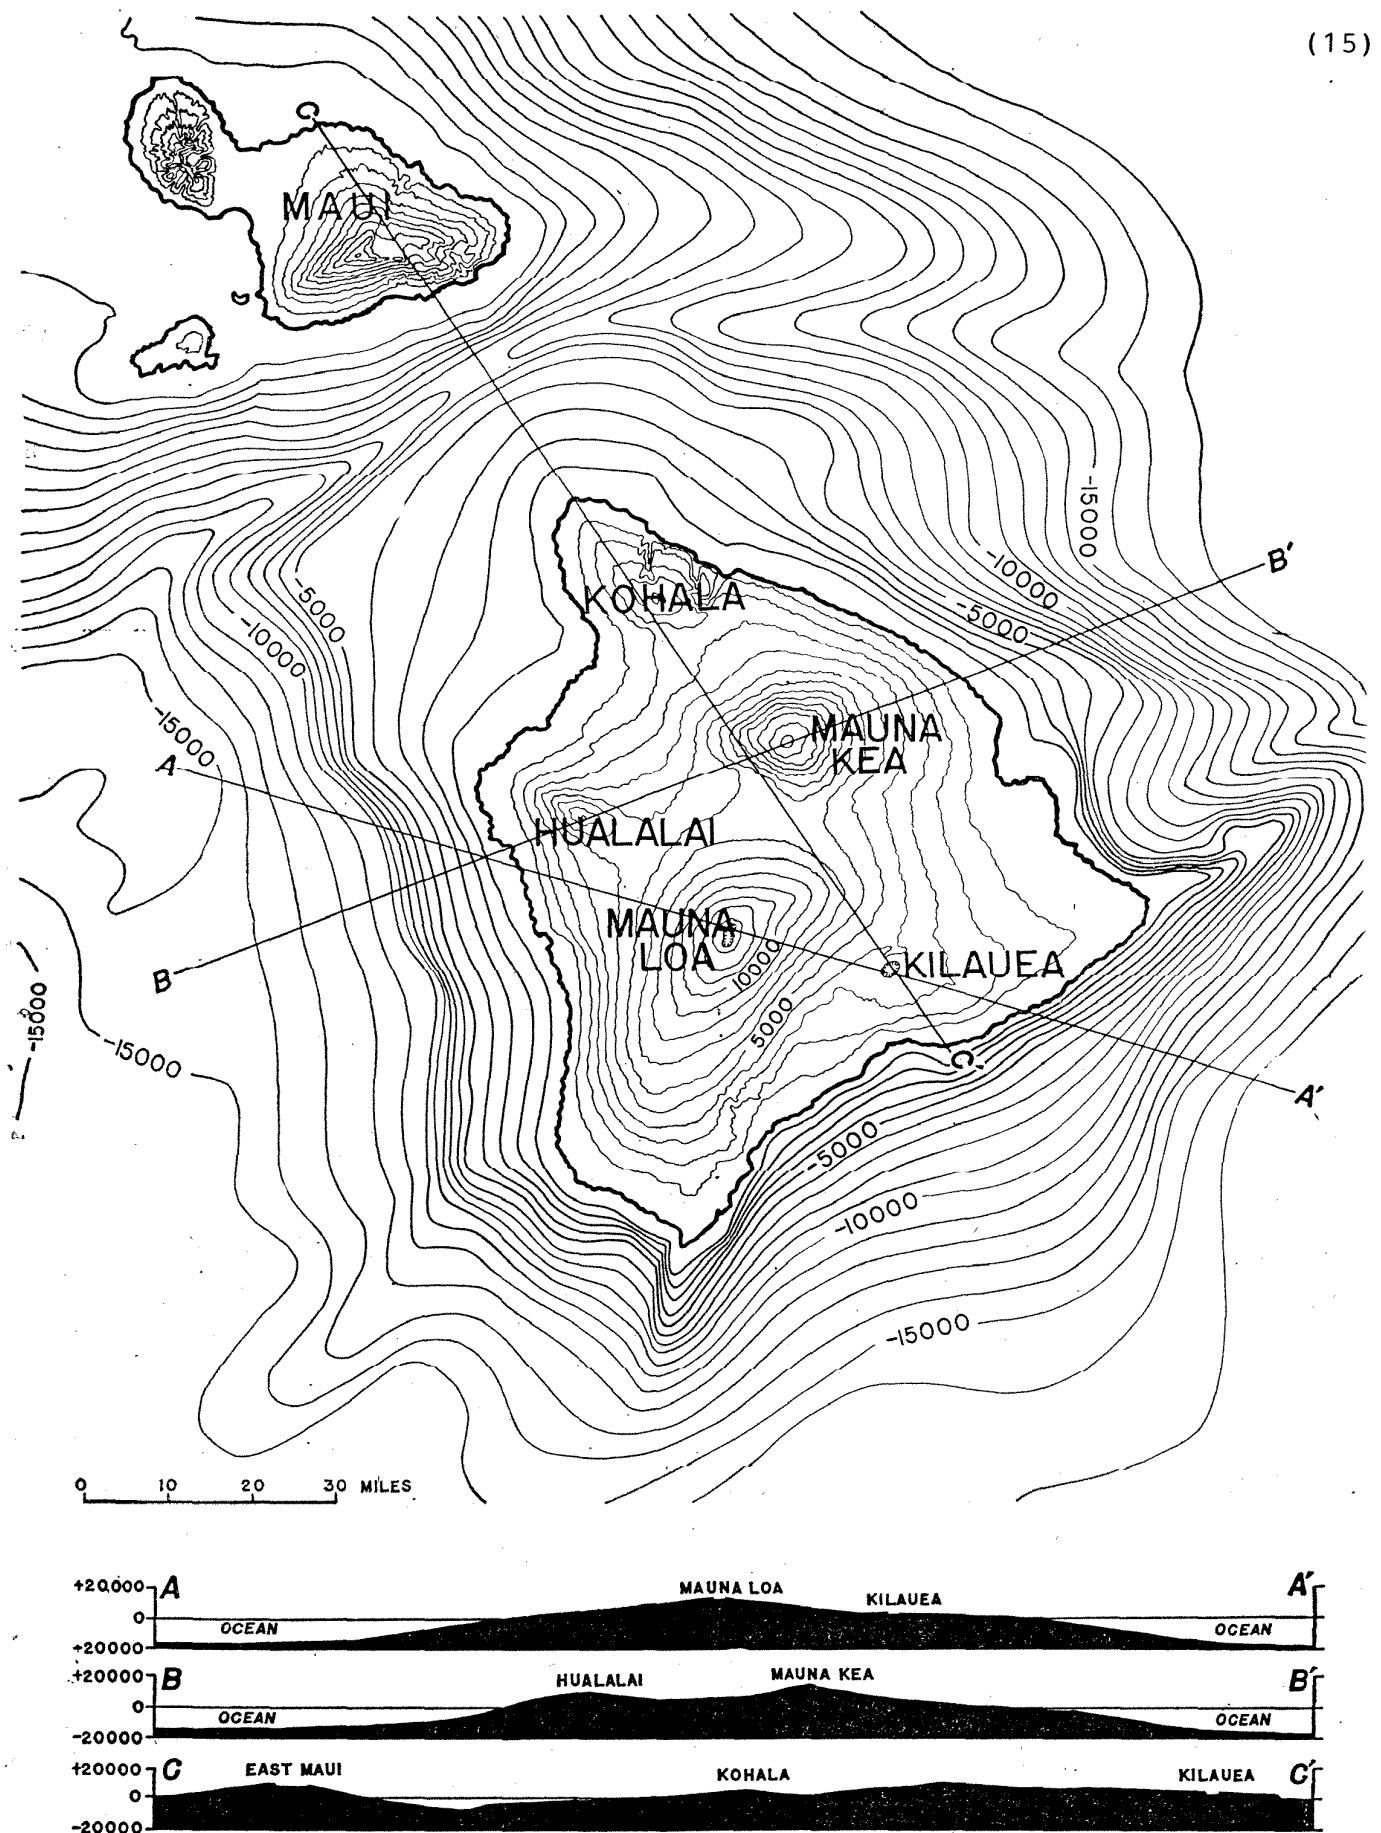 (15)
C
MAUI
-15000
B'
-10000
-5000
-5000
KOHALA
-10000
-15000
MAUNA
KEA
A
HUALALAI
MAUNA
LOA
10000
KILAUEA
B
5000
-15000
-15000
C'
A'
-5000
-10000
-15000
0 10 20 30 MILES
+20,000 A MAUNA LOA KILAUEA A'
0 OCEAN OCEAN
+20000
+20000 B HUALALAI MAUNA KEA B'
0 OCEAN OCEAN
-20000
+20000 C EAST MAUI KOHALA KILAUEA C'
0
-20000